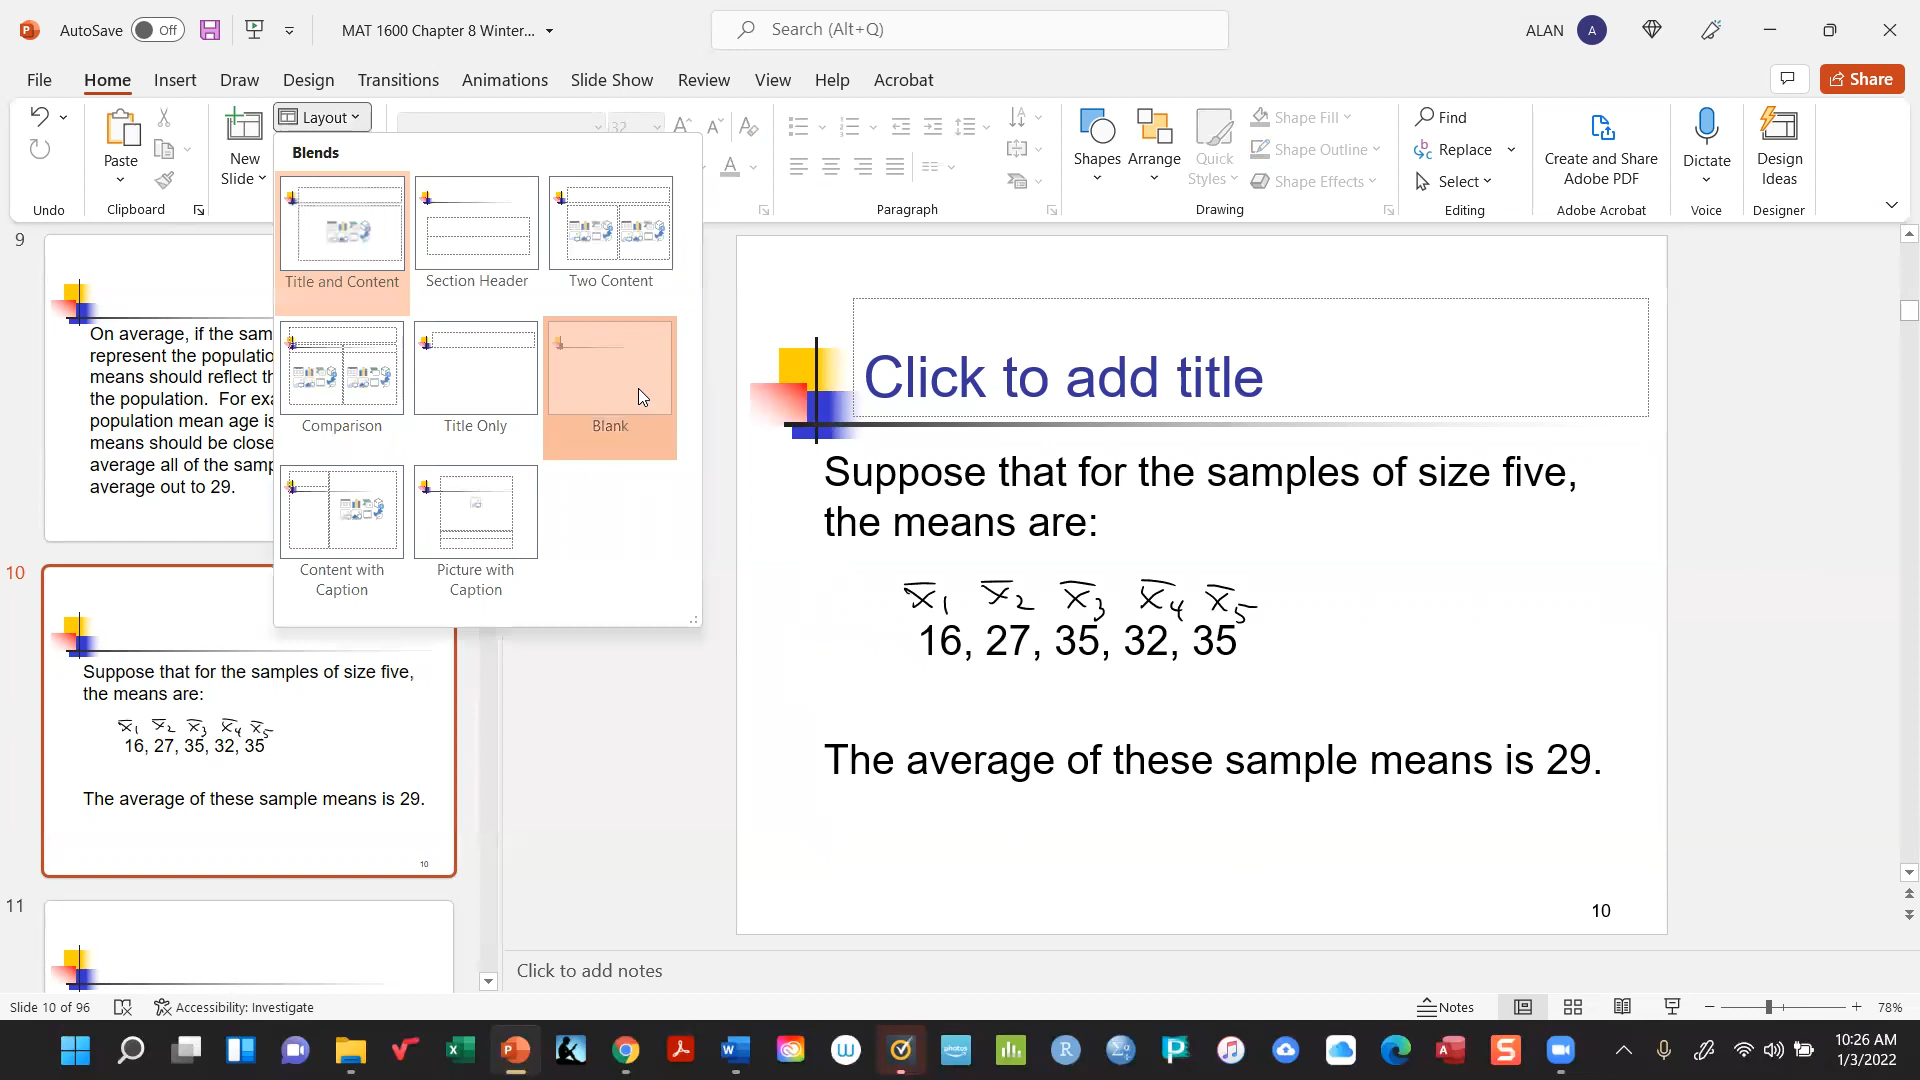 AutoSave Off MAT 1600 Chapter 8 Winter... Search (Alt+Q) ALAN A
File Home Insert Draw Design Transitions Animations Slide Show Review View Help Acrobat Share
Undo
Paste
Clipboard
New Slide
Layout
32
Paragraph
Shapes
Arrange
Quick Styles
Shape Fill
Shape Outline
Shape Effects
Drawing
Find
Replace
Select
Editing
Create and Share Adobe PDF
Adobe Acrobat
Dictate
Voice
Design Ideas
Designer
Blends
Title and Content
Section Header
Two Content
Comparison
Title Only
Blank
Content with Caption
Picture with Caption
9
On average, if the sam
represent the populatio
means should reflect th
the population. For exa
population mean age is
means should be close
average all of the samp
average out to 29.
10
Suppose that for the samples of size five,
the means are:
x̅1 x̅2 x̅3 x̅4 x̅5
16, 27, 35, 32, 35
The average of these sample means is 29.
10
11
Click to add title
Suppose that for the samples of size five,
the means are:
x̅1 x̅2 x̅3 x̅4 x̅5
16, 27, 35, 32, 35
The average of these sample means is 29.
10
Click to add notes
Slide 10 of 96 Accessibility: Investigate Notes 78%
10:26 AM
1/3/2022